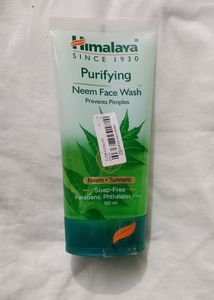 Himalaya
SINCE 1930
Purifying
Neem Face Wash
Prevents Pimples
Neem • Turmeric
Soap-Free
Parabens, Phthalates Free
150 ml